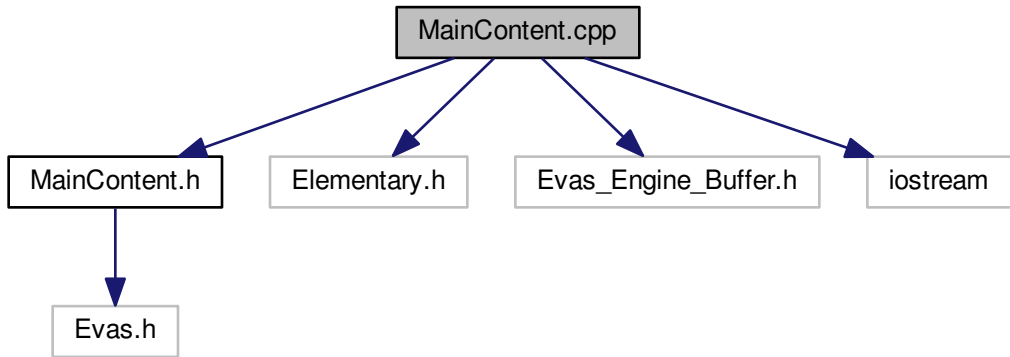 MainContent.cpp
MainContent.h
Elementary.h
Evas_Engine_Buffer.h
iostream
Evas.h